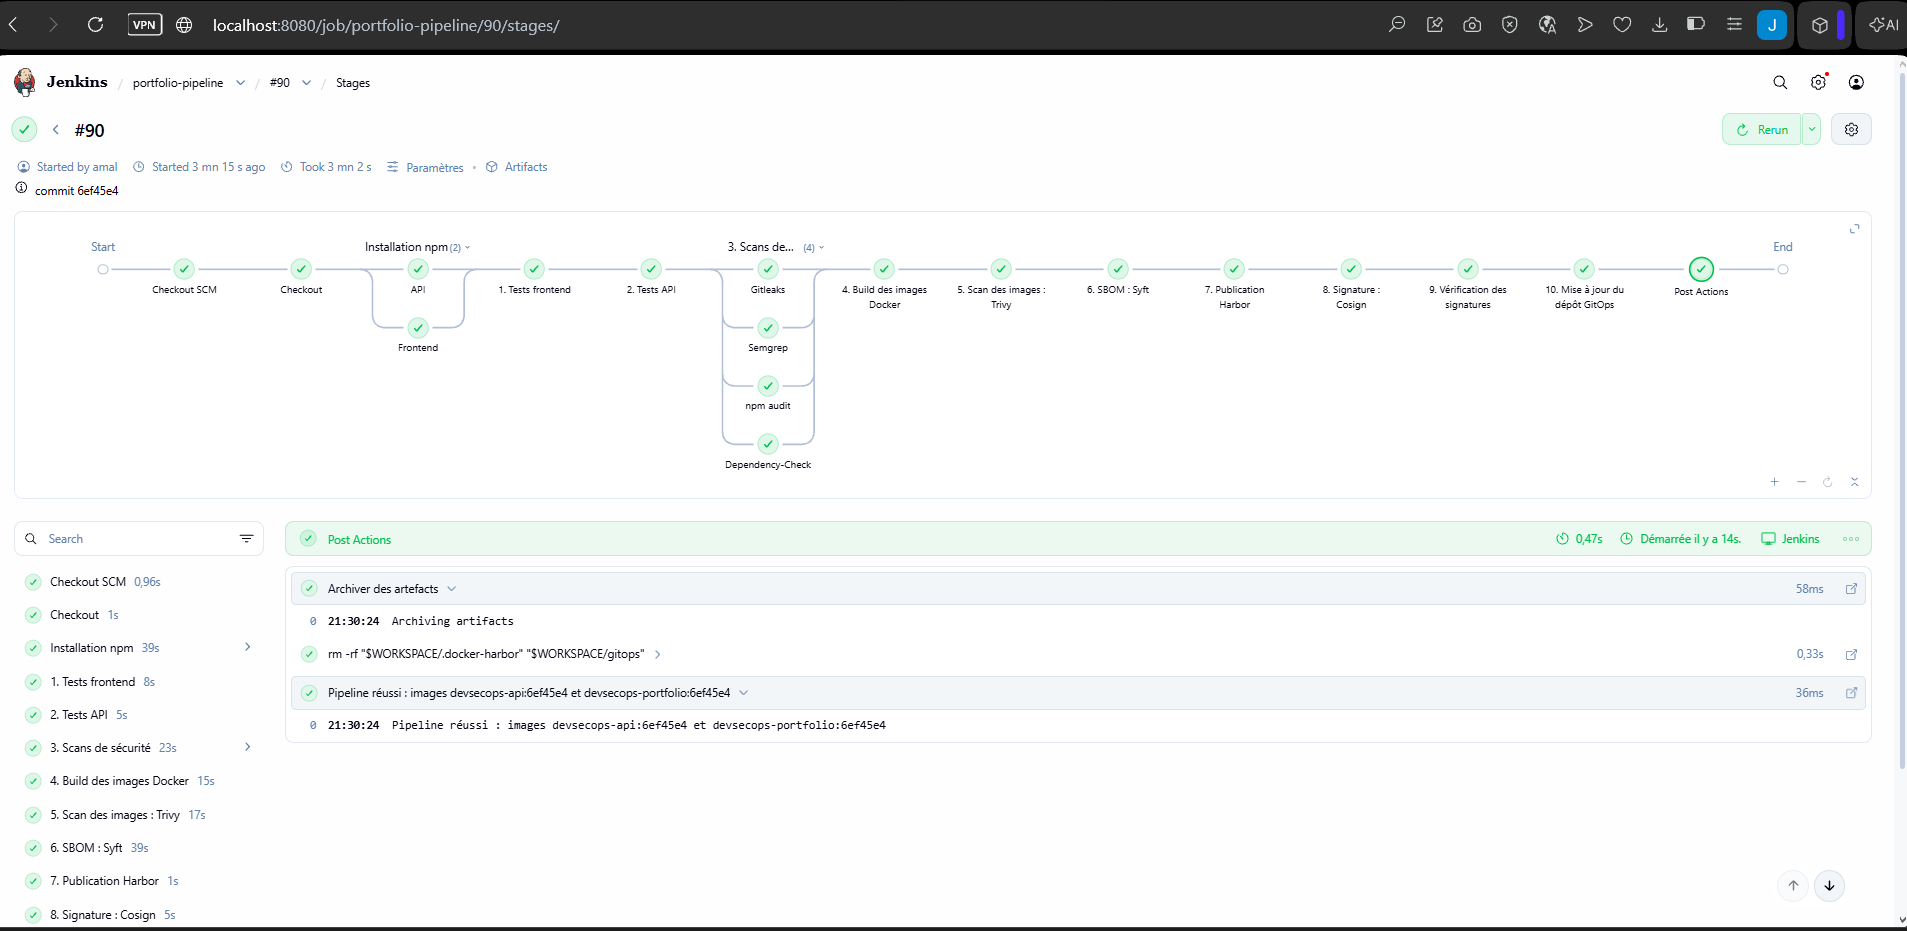 VPN localhost:8080/job/portfolio-pipeline/90/stages/ J AI
Jenkins / portfolio-pipeline / #90 / Stages
#90
Rerun
Started by amal Started 3 mn 15 s ago Took 3 mn 2 s Paramètres • Artifacts
commit 6ef45e4
Start Installation npm (2) 3. Scans de... (4) End
Checkout SCM Checkout API 1. Tests frontend 2. Tests API Gitleaks 4. Build des images Docker 5. Scan des images : Trivy 6. SBOM : Syft 7. Publication Harbor 8. Signature : Cosign 9. Vérification des signatures 10. Mise à jour du dépôt GitOps Post Actions
Frontend Semgrep
npm audit
Dependency-Check
Search
Checkout SCM 0,96s
Checkout 1s
Installation npm 39s
1. Tests frontend 8s
2. Tests API 5s
3. Scans de sécurité 23s
4. Build des images Docker 15s
5. Scan des images : Trivy 17s
6. SBOM : Syft 39s
7. Publication Harbor 1s
8. Signature : Cosign 5s
Post Actions 0,47s Démarrée il y a 14s. Jenkins
Archiver des artefacts 58ms
0 21:30:24 Archiving artifacts
rm -rf "$WORKSPACE/.docker-harbor" "$WORKSPACE/gitops" 0,33s
Pipeline réussi : images devsecops-api:6ef45e4 et devsecops-portfolio:6ef45e4 36ms
0 21:30:24 Pipeline réussi : images devsecops-api:6ef45e4 et devsecops-portfolio:6ef45e4